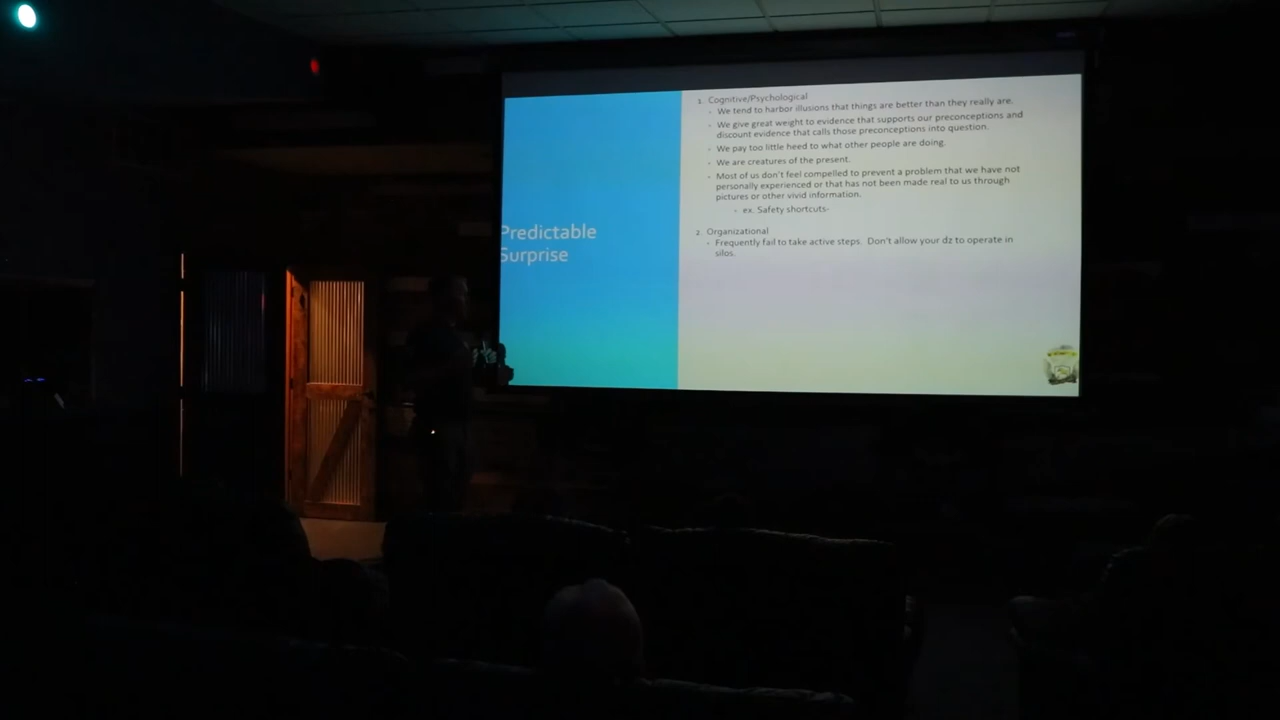 Predictable
Surprise
1. Cognitive/Psychological
- We tend to harbor illusions that things are better than they really are.
- We give great weight to evidence that supports our preconceptions and
discount evidence that calls those preconceptions into question.
- We pay too little heed to what other people are doing.
- We are creatures of the present.
- Most of us don't feel compelled to prevent a problem that we have not
personally experienced or that has not been made real to us through
pictures or other vivid information.
- ex. Safety shortcuts-
2. Organizational
- Frequently fail to take active steps. Don't allow your dz to operate in
silos.